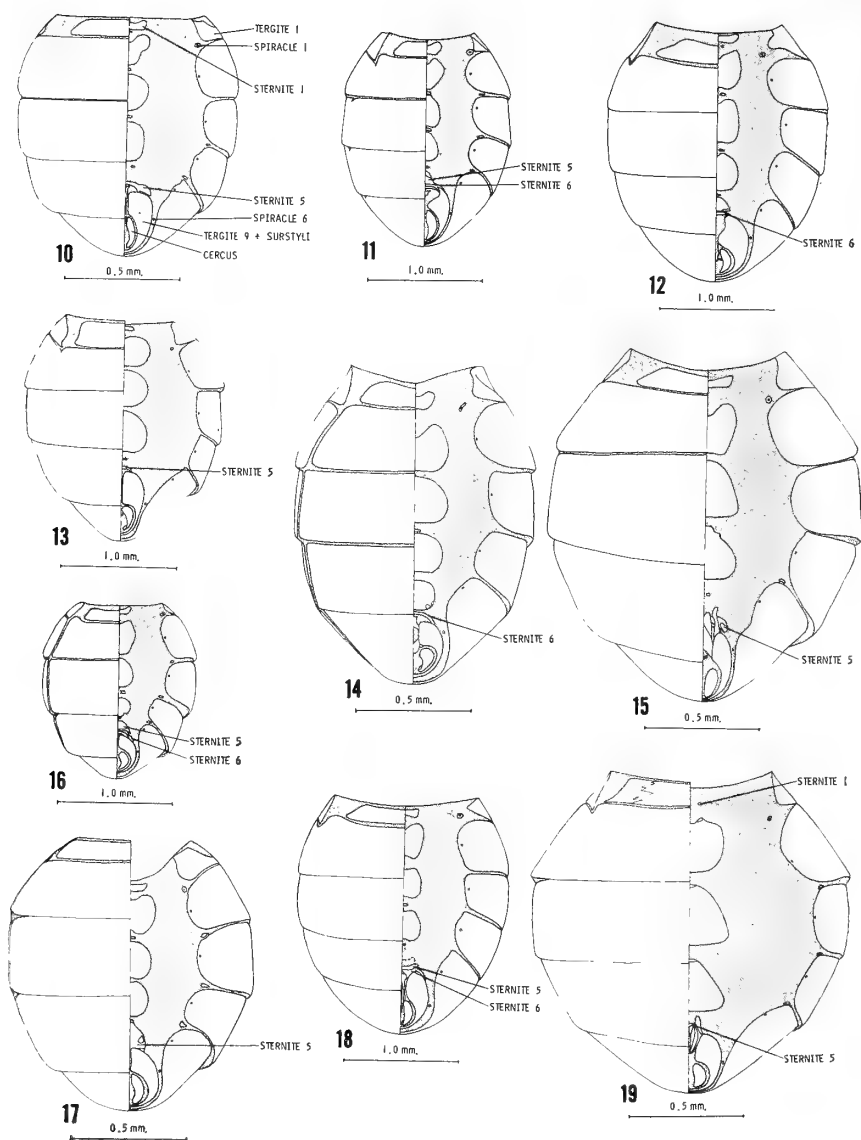 TERGITE 1
SPIRACLE 1
STERNITE 1
STERNITE 5
SPIRACLE 6
TERGITE 9 + SURSTYLI
CERCUS
10
0.5 mm.
STERNITE 5
STERNITE 6
11
1.0 mm.
STERNITE 6
12
1.0 mm.
STERNITE 5
13
1.0 mm.
STERNITE 6
14
0.5 mm.
STERNITE 5
15
0.5 mm.
STERNITE 5
STERNITE 6
16
1.0 mm.
STERNITE 5
17
0.5 mm.
STERNITE 5
STERNITE 6
18
1.0 mm.
STERNITE 1
STERNITE 5
19
0.5 mm.